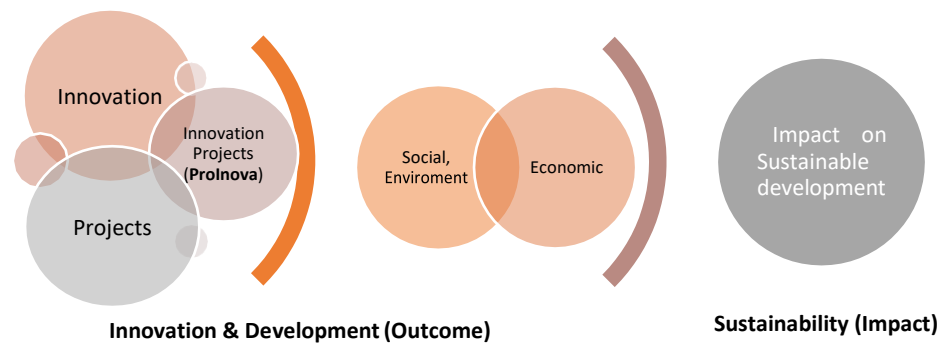 Innovation
Innovation
Projects
(ProInova)
Projects
Social,
Enviroment
Economic
Impact on
Sustainable
development
Innovation & Development (Outcome)
Sustainability (Impact)